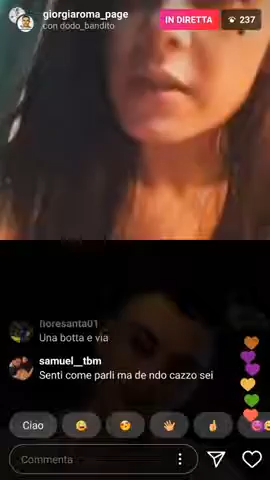 giorgiaroma_page
con dodo_bandito
IN DIRETTA
237
fioresanta01
Una botta e via
samuel__tbm
Senti come parli ma de ndo cazzo sei
Ciao
Commenta